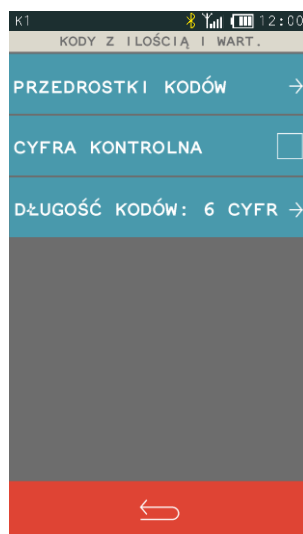 K1 12:00
KODY Z ILOŚCIĄ I WART.
PRZEDROSTKI KODÓW
CYFRA KONTROLNA
DŁUGOŚĆ KODÓW: 6 CYFR